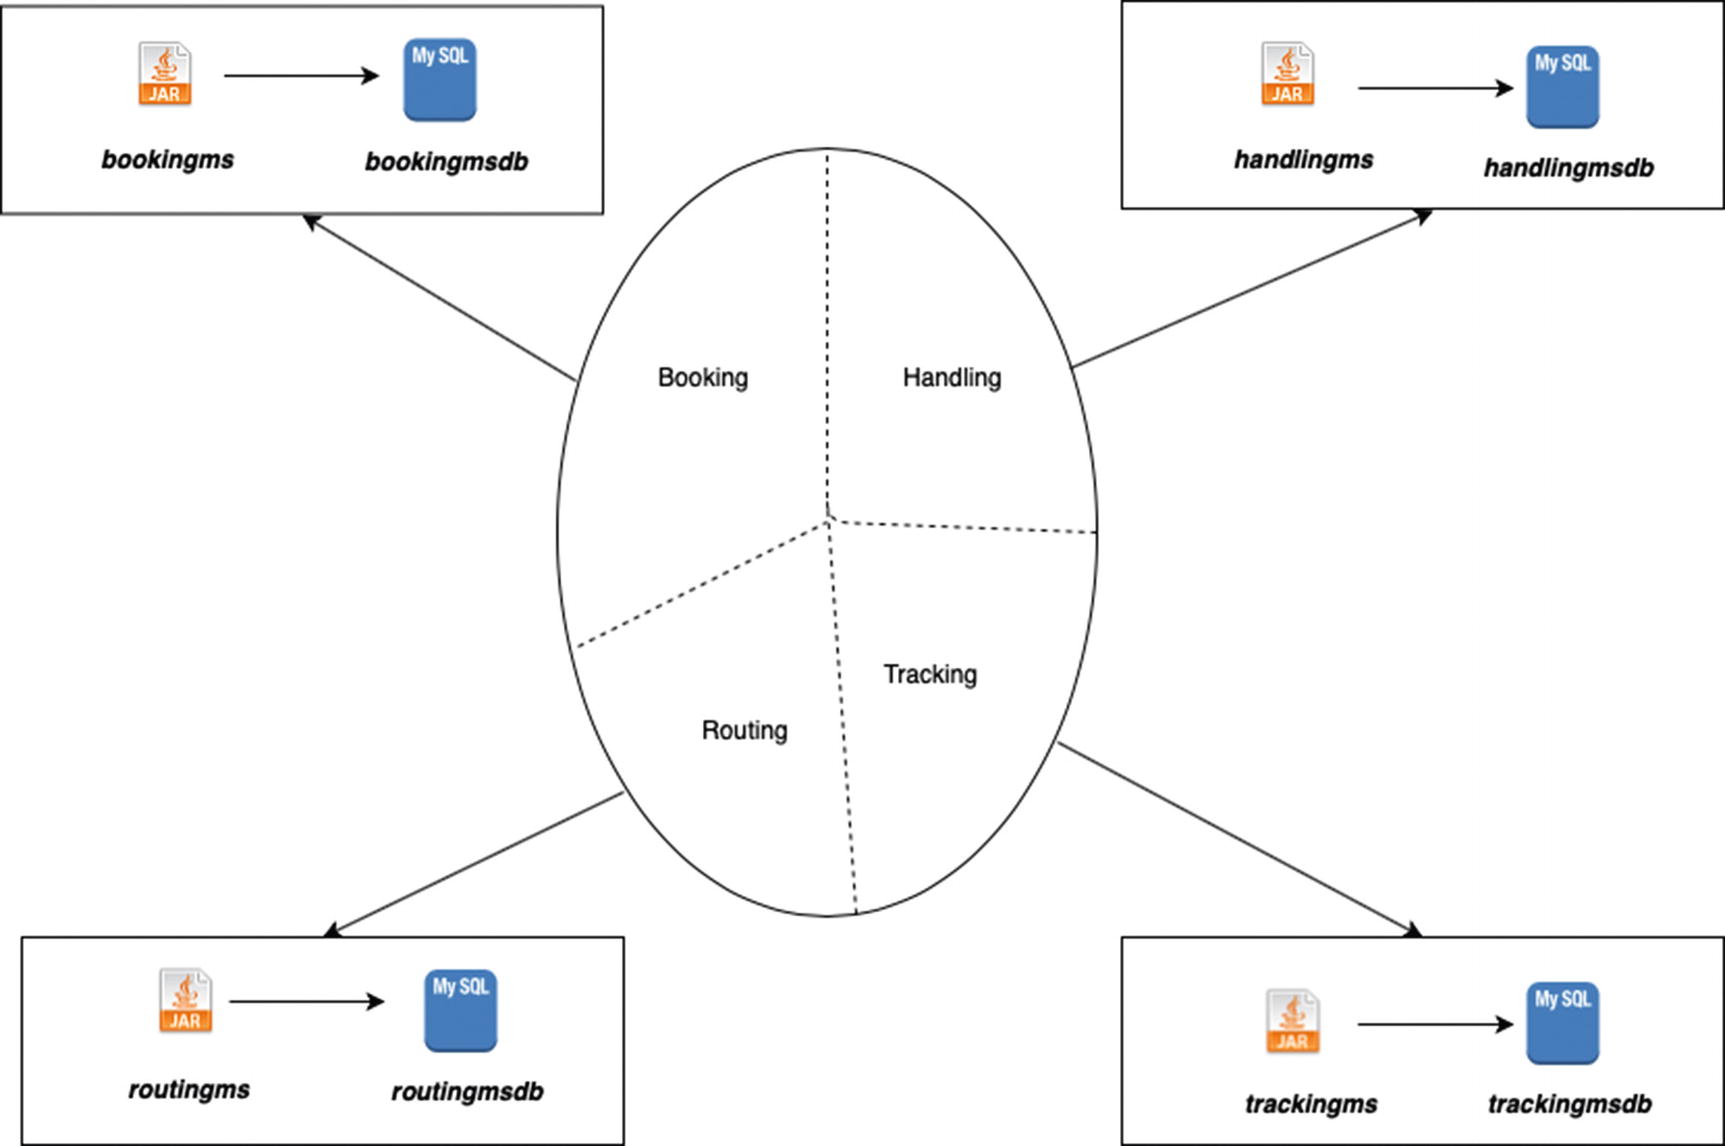 My SQL
JAR
bookingms
bookingmsdb
My SQL
JAR
handlingms
handlingmsdb
Booking
Handling
Tracking
Routing
My SQL
JAR
routingms
routingmsdb
My SQL
JAR
trackingms
trackingmsdb